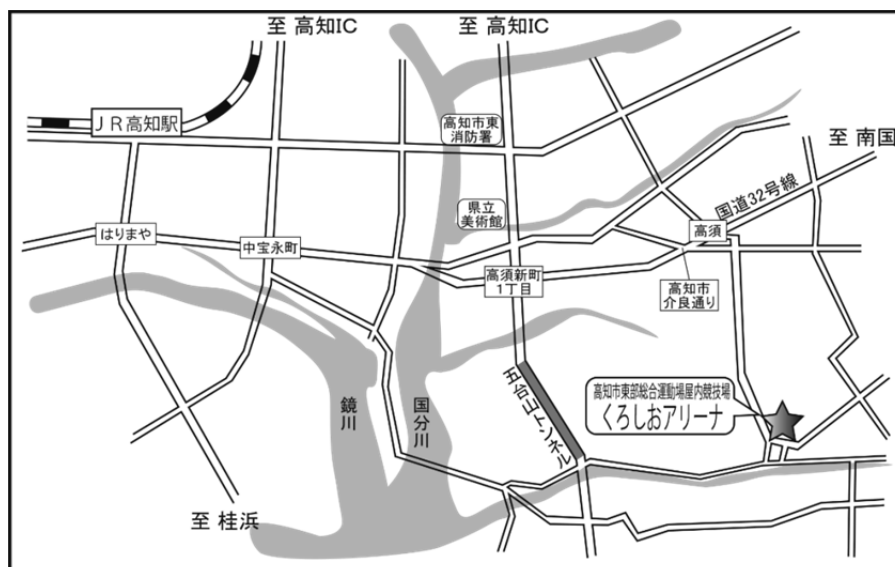 至 高知IC
至 高知IC
JR高知駅
高知市東
消防署
至 南国
国道32号線
県立
美術館
はりまや
中宝永町
高須
高須新町
1丁目
高知市
介良通り
五台山トンネル
高知市東部総合運動場屋内競技場
くろしおアリーナ
鏡川
国分川
至 桂浜